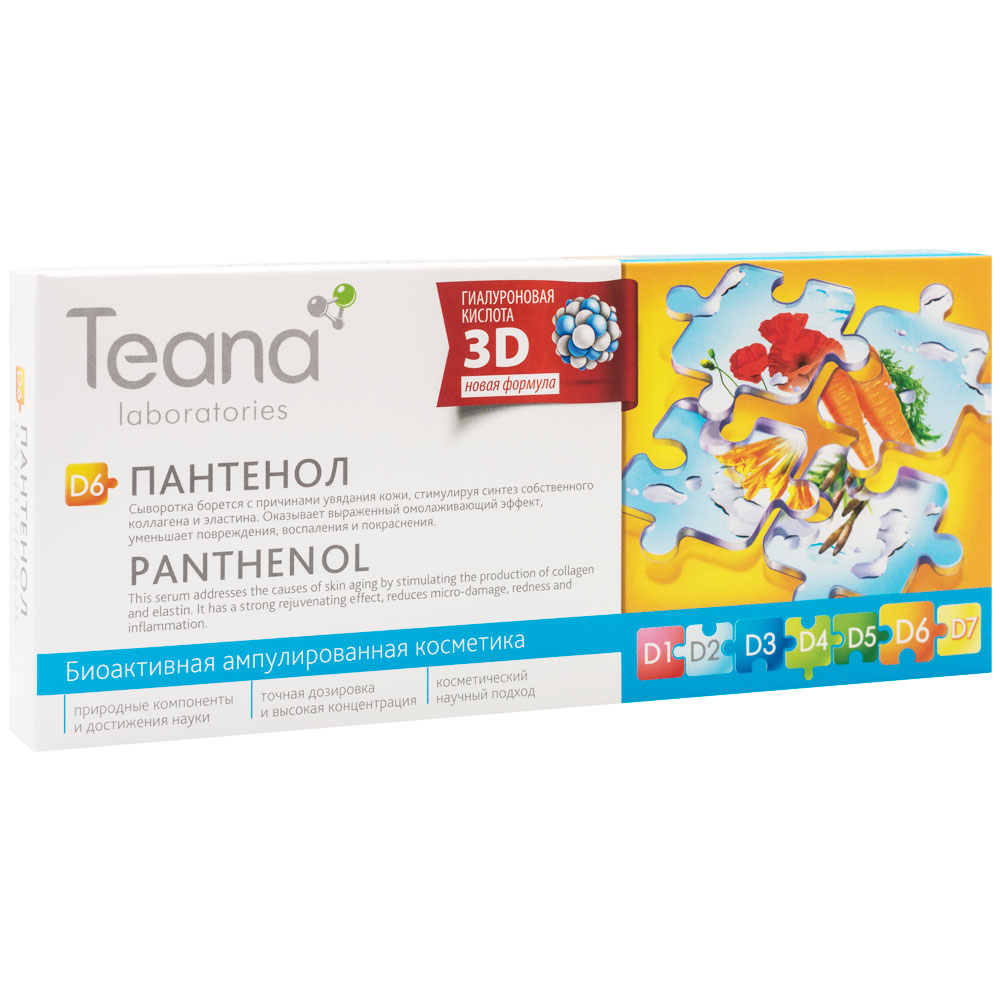 Teana
laboratories
ГИАЛУРОНОВАЯ
КИСЛОТА
3D
новая формула
D6
ПАНТЕНОЛ
Сыворотка борется с причинами увядания кожи, стимулируя синтез собственного
коллагена и эластина. Оказывает выраженный омолаживающий эффект,
уменьшает повреждения, воспаления и покраснения.
PANTHENOL
This serum addresses the causes of skin aging by stimulating the production of collagen
and elastin. It has a strong rejuvenating effect, reduces micro-damage, redness and
inflammation.
Биоактивная ампулированная косметика
природные компоненты
и достижения науки
точная дозировка
и высокая концентрация
косметический
научный подход
D1 D2 D3 D4 D5 D6 D7
D6
ПАНТЕНОЛ
PANTHENOL